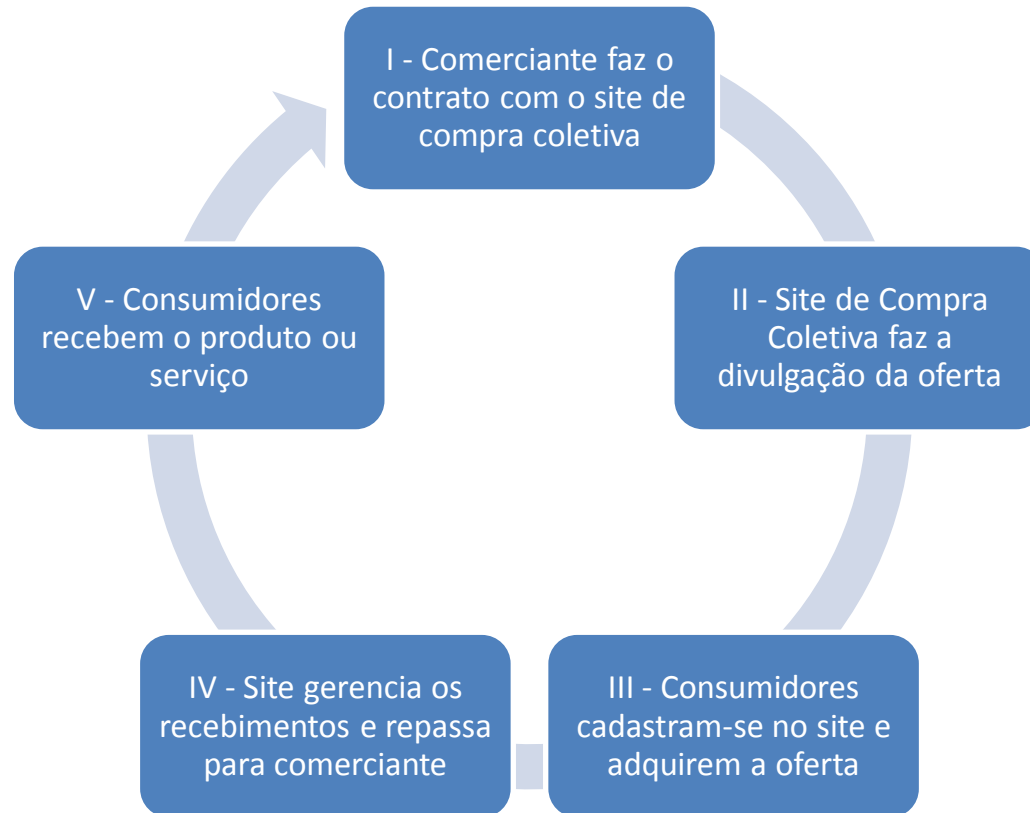 I - Comerciante faz o
contrato com o site de
compra coletiva
II - Site de Compra
Coletiva faz a
divulgação da oferta
III - Consumidores
cadastram-se no site e
adquirem a oferta
IV - Site gerencia os
recebimentos e repassa
para comerciante
V - Consumidores
recebem o produto ou
serviço